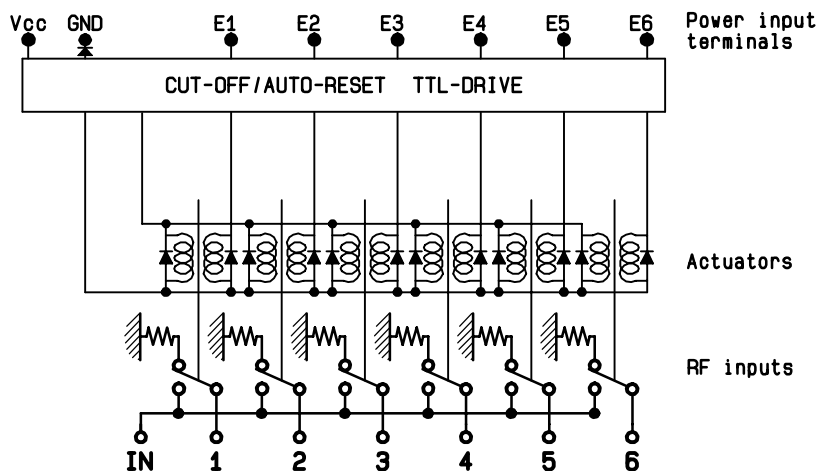 Vcc GND E1 E2 E3 E4 E5 E6 Power input
terminals
CUT-OFF/AUTO-RESET TTL-DRIVE
Actuators
RF inputs
IN 1 2 3 4 5 6